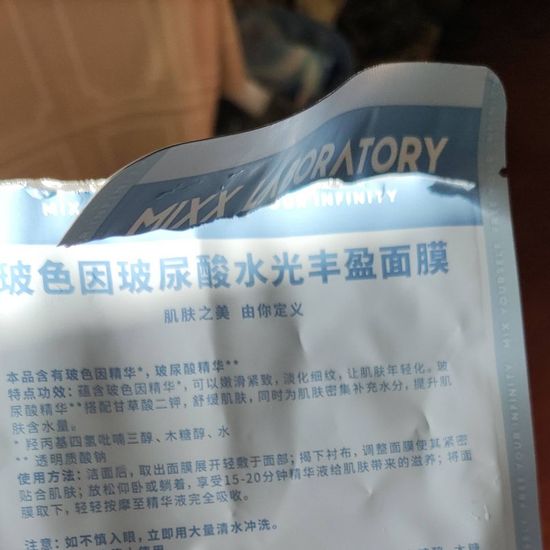 MIXX LABORATORY
YOUR INFINITY
玻色因玻尿酸水光丰盈面膜
肌肤之美 由你定义
本品含有玻色因精华*, 玻尿酸精华**
特点功效: 蕴含玻色因精华*, 可以嫩滑紧致, 淡化细纹, 让肌肤年轻化。玻
尿酸精华**搭配甘草酸二钾, 舒缓肌肤, 同时为肌肤密集补充水分, 提升肌
肤含水量。
* 羟丙基四氢吡喃三醇、木糖醇、水
** 透明质酸钠
使用方法: 洁面后, 取出面膜展开轻敷于面部; 揭下衬布, 调整面膜使其紧密
贴合肌肤; 放松仰卧或躺着, 享受15-20分钟精华液给肌肤带来的滋养; 将面
膜取下, 轻轻按摩至精华液完全吸收。
注意: 如不慎入眼, 立即用大量清水冲洗。
MIX YOURSELF
FREE YOUR INFINITY